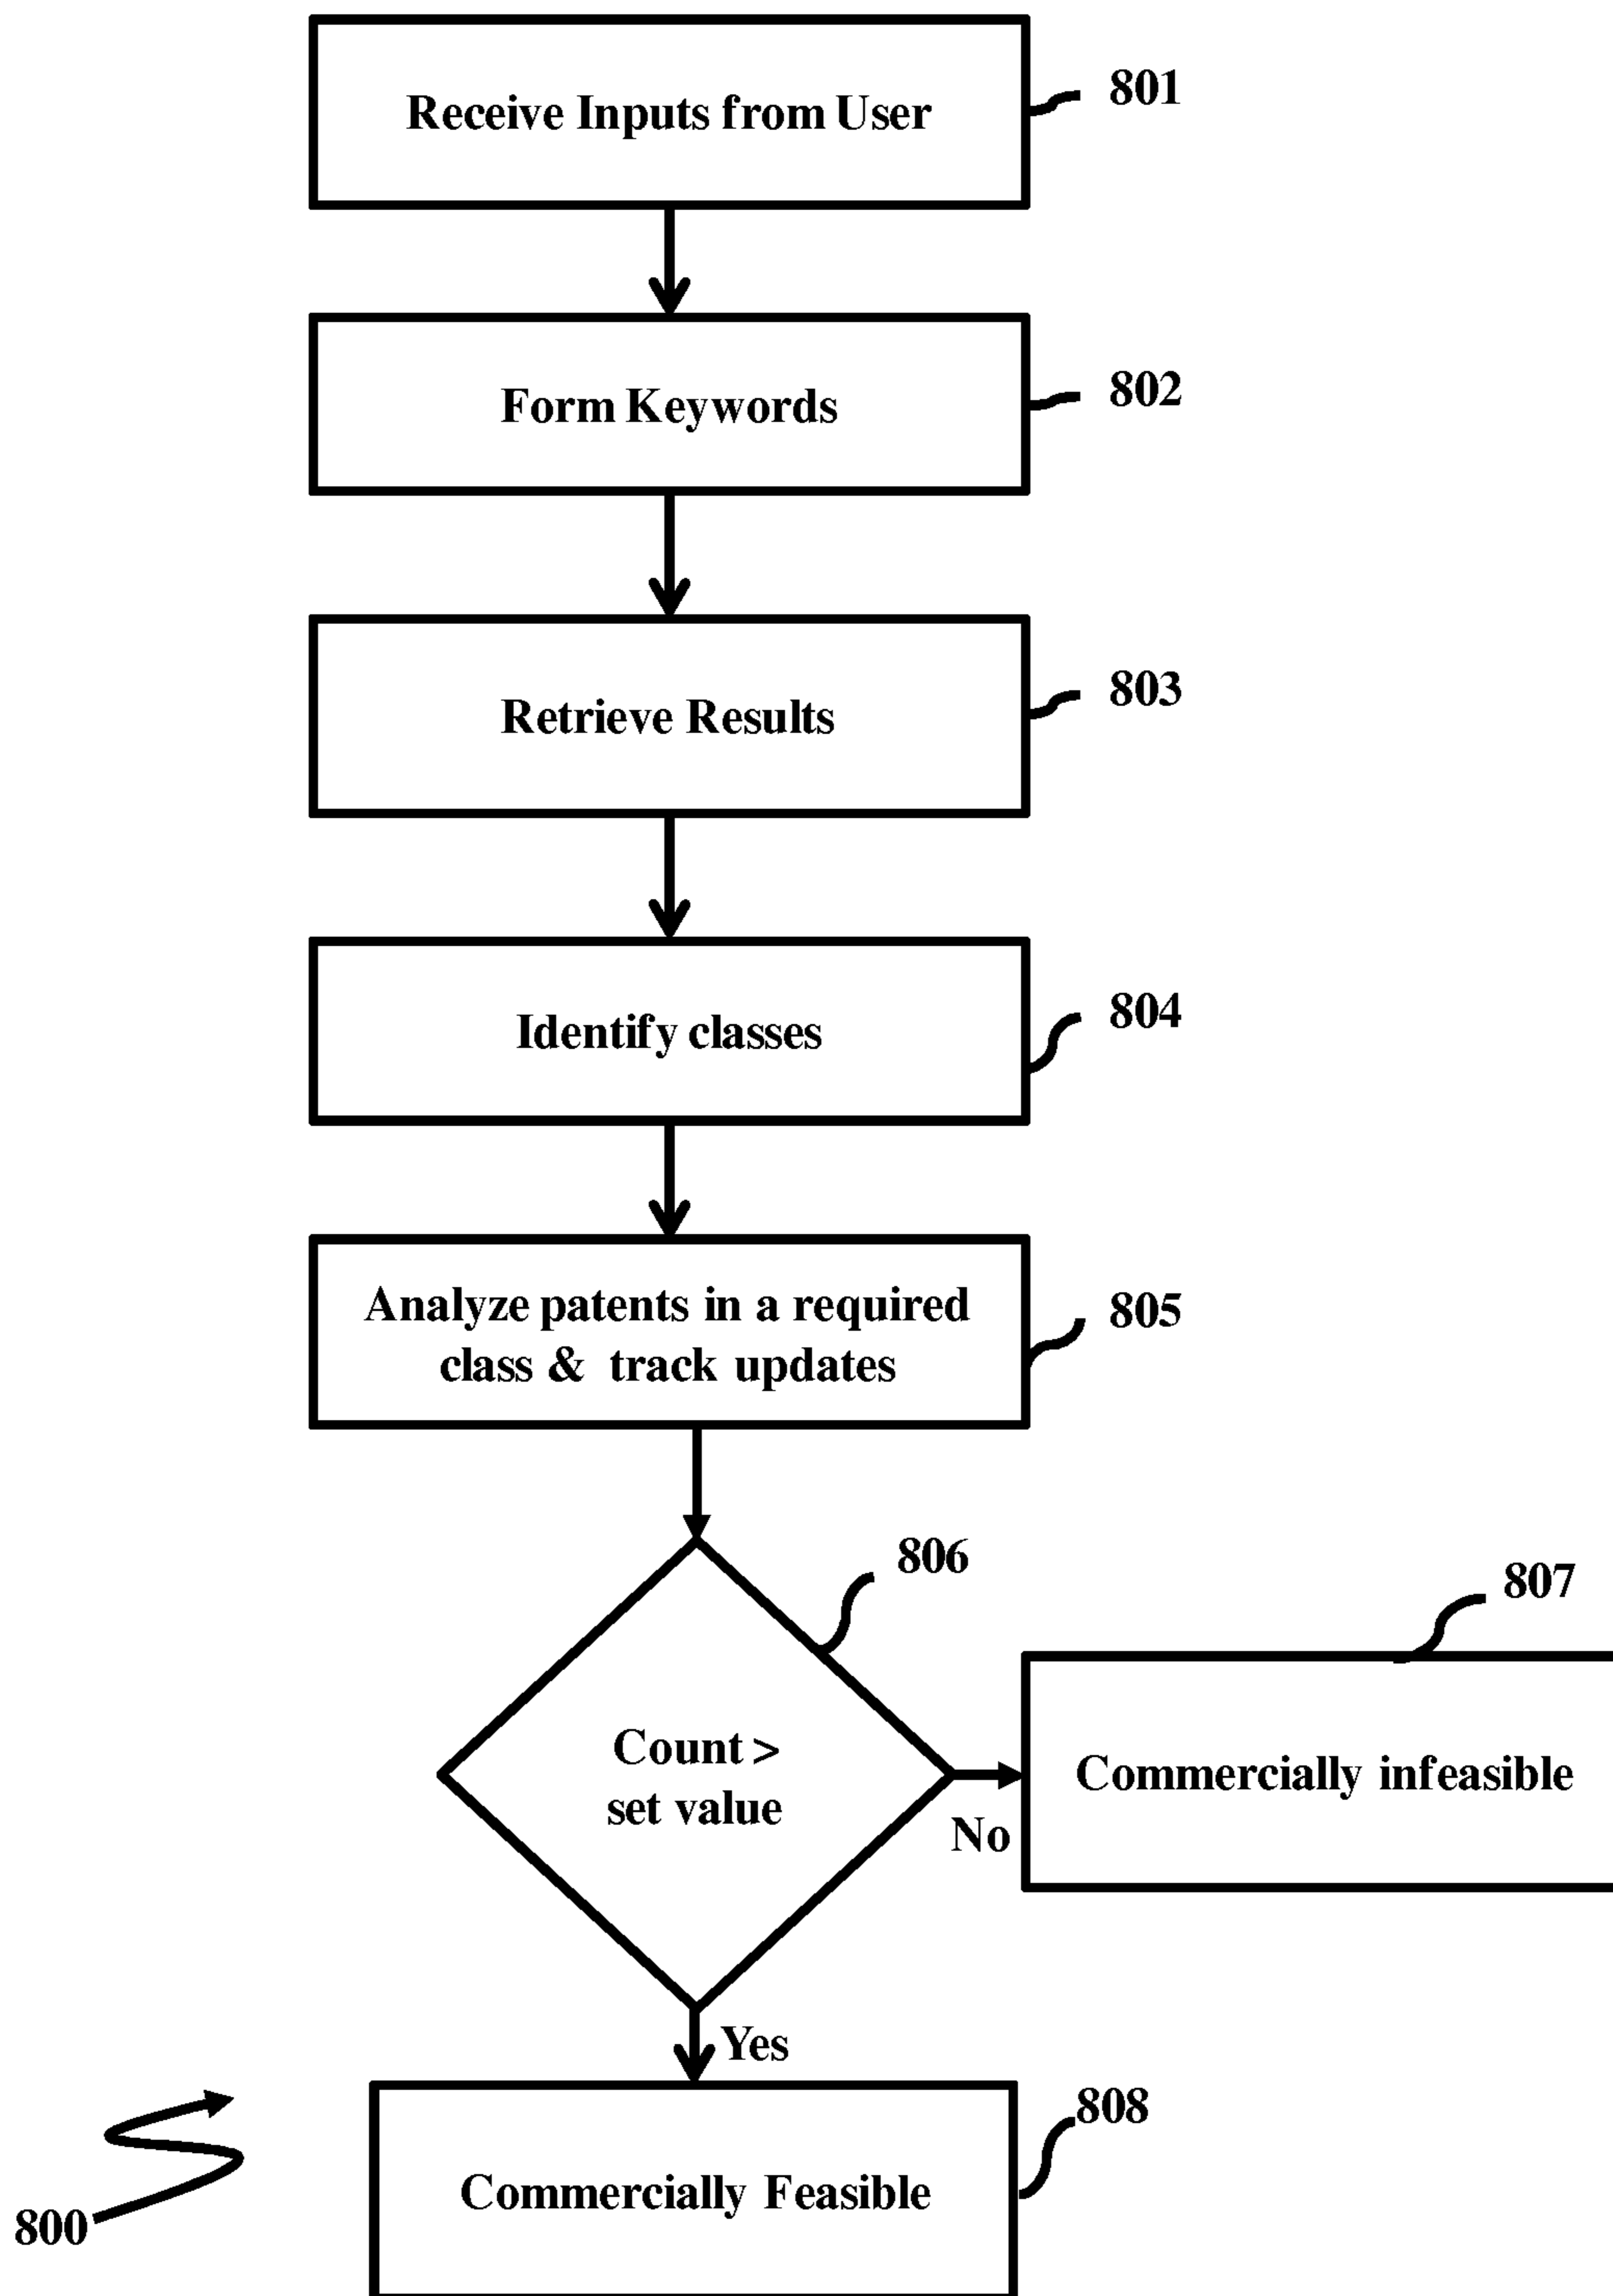 Receive Inputs from User
801
Form Keywords
802
Retrieve Results
803
Identify classes
804
Analyze patents in a required
class & track updates
805
806
Count >
set value
807
Commercially infeasible
No
Yes
808
Commercially Feasible
800